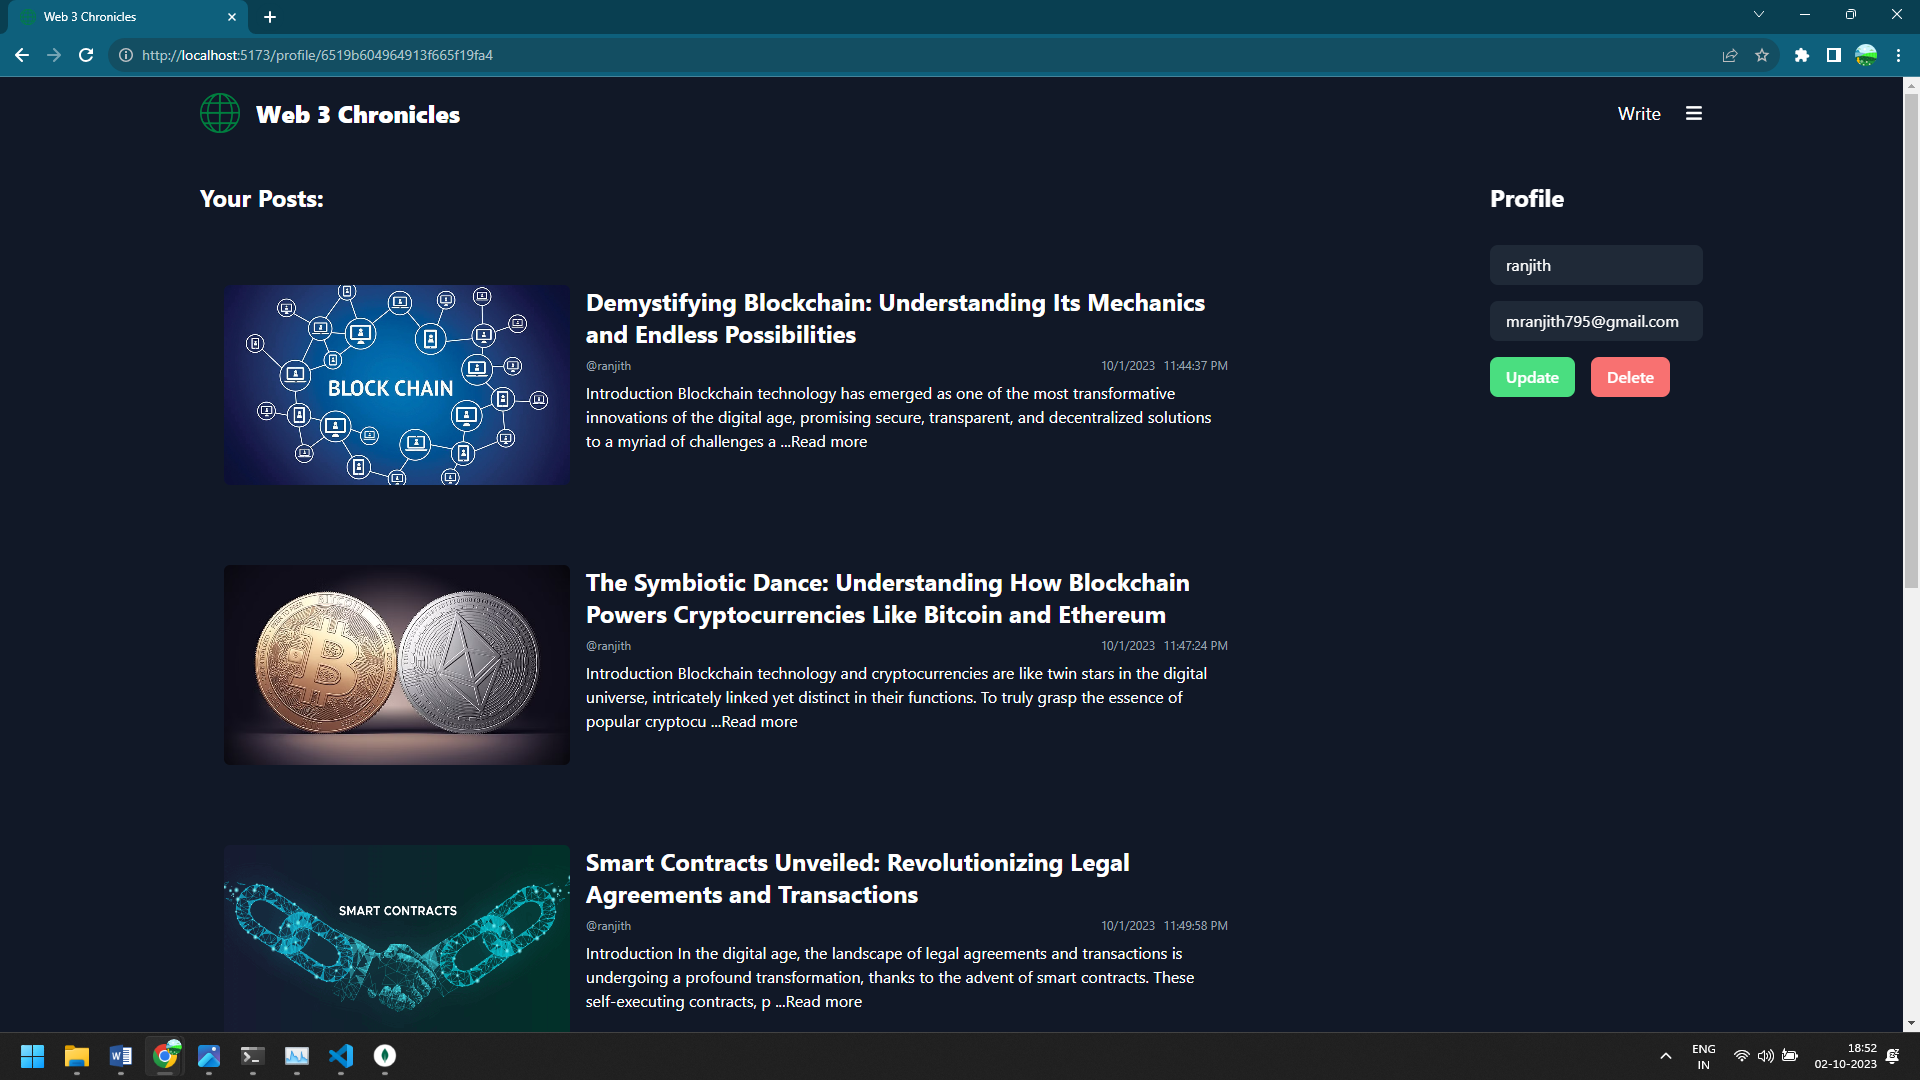 Web 3 Chronicles
http://localhost:5173/profile/6519b604964913f665f19fa4
Web 3 Chronicles
Write
Your Posts:
Profile
ranjith
mranjith795@gmail.com
Update Delete
BLOCK CHAIN
Demystifying Blockchain: Understanding Its Mechanics
and Endless Possibilities
@ranjith 10/1/2023 11:44:37 PM
Introduction Blockchain technology has emerged as one of the most transformative
innovations of the digital age, promising secure, transparent, and decentralized solutions
to a myriad of challenges a ...Read more
The Symbiotic Dance: Understanding How Blockchain
Powers Cryptocurrencies Like Bitcoin and Ethereum
@ranjith 10/1/2023 11:47:24 PM
Introduction Blockchain technology and cryptocurrencies are like twin stars in the digital
universe, intricately linked yet distinct in their functions. To truly grasp the essence of
popular cryptocu ...Read more
SMART CONTRACTS
Smart Contracts Unveiled: Revolutionizing Legal
Agreements and Transactions
@ranjith 10/1/2023 11:49:58 PM
Introduction In the digital age, the landscape of legal agreements and transactions is
undergoing a profound transformation, thanks to the advent of smart contracts. These
self-executing contracts, p ...Read more
ENG
IN
18:52
02-10-2023